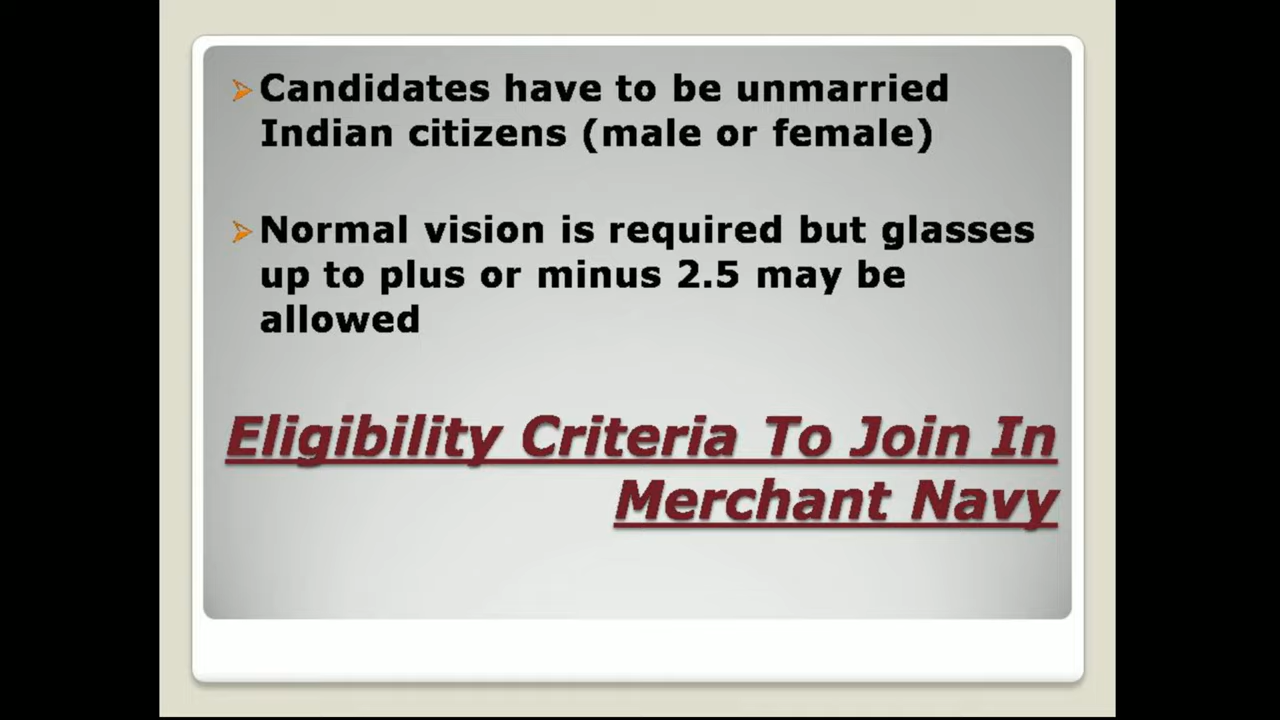 Candidates have to be unmarried
Indian citizens (male or female)
Normal vision is required but glasses
up to plus or minus 2.5 may be
allowed
Eligibility Criteria To Join In
Merchant Navy